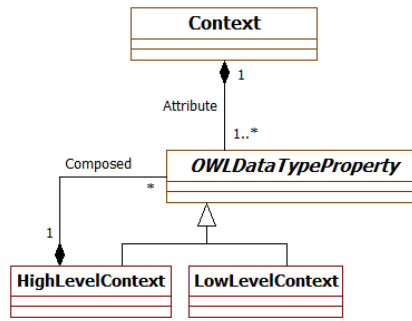 Context
1
Attribute
1..*
Composed
OWLDataTypeProperty
*
1
HighLevelContext
LowLevelContext